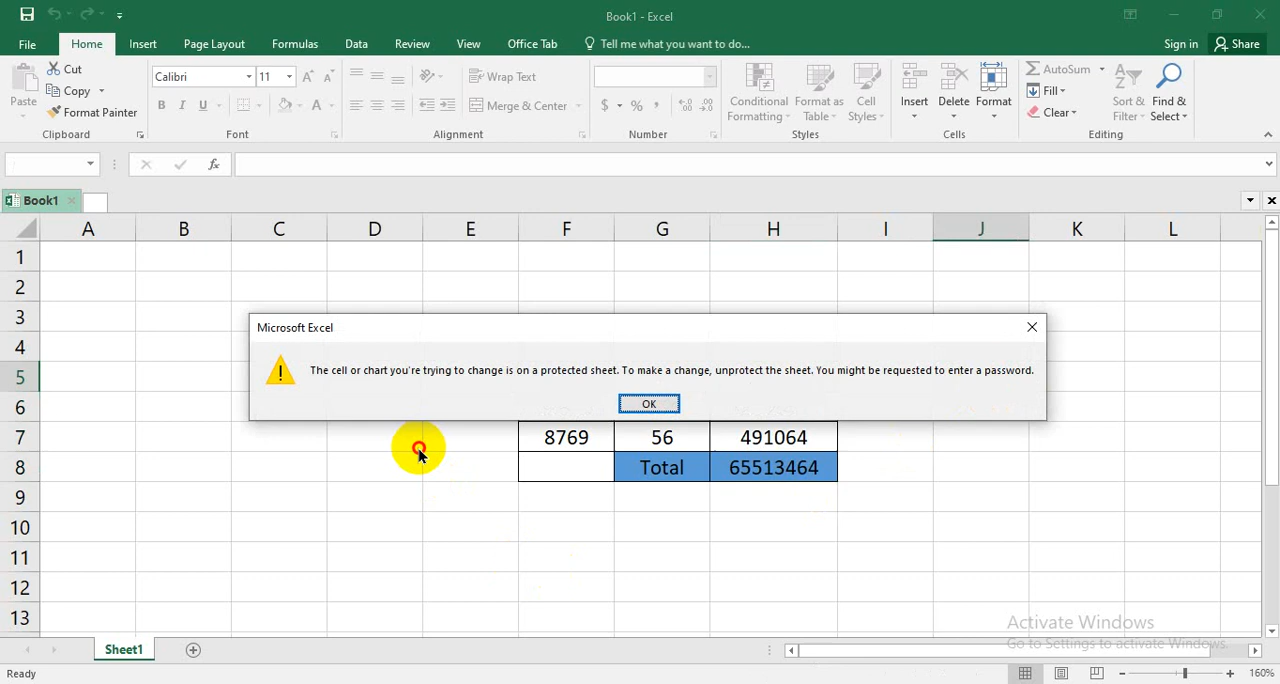 Book1 - Excel
File Home Insert Page Layout Formulas Data Review View Office Tab Tell me what you want to do... Sign in Share
Paste Cut Copy Format Painter
Calibri 11
B I U A A A
Wrap Text
Merge & Center
$ % ,
Conditional Formatting
Format as Table
Cell Styles
Insert Delete Format
AutoSum
Fill
Clear
Sort & Filter
Find & Select
Clipboard Font Alignment Number Styles Cells Editing
fx
Book1
A B C D E F G H I J K L
1
2
3
4
5
6
7 8769 56 491064
8 Total 65513464
9
10
11
12
13
Microsoft Excel
The cell or chart you're trying to change is on a protected sheet. To make a change, unprotect the sheet. You might be requested to enter a password.
OK
Activate Windows
Go to Settings to activate Windows.
Sheet1
Ready 160%